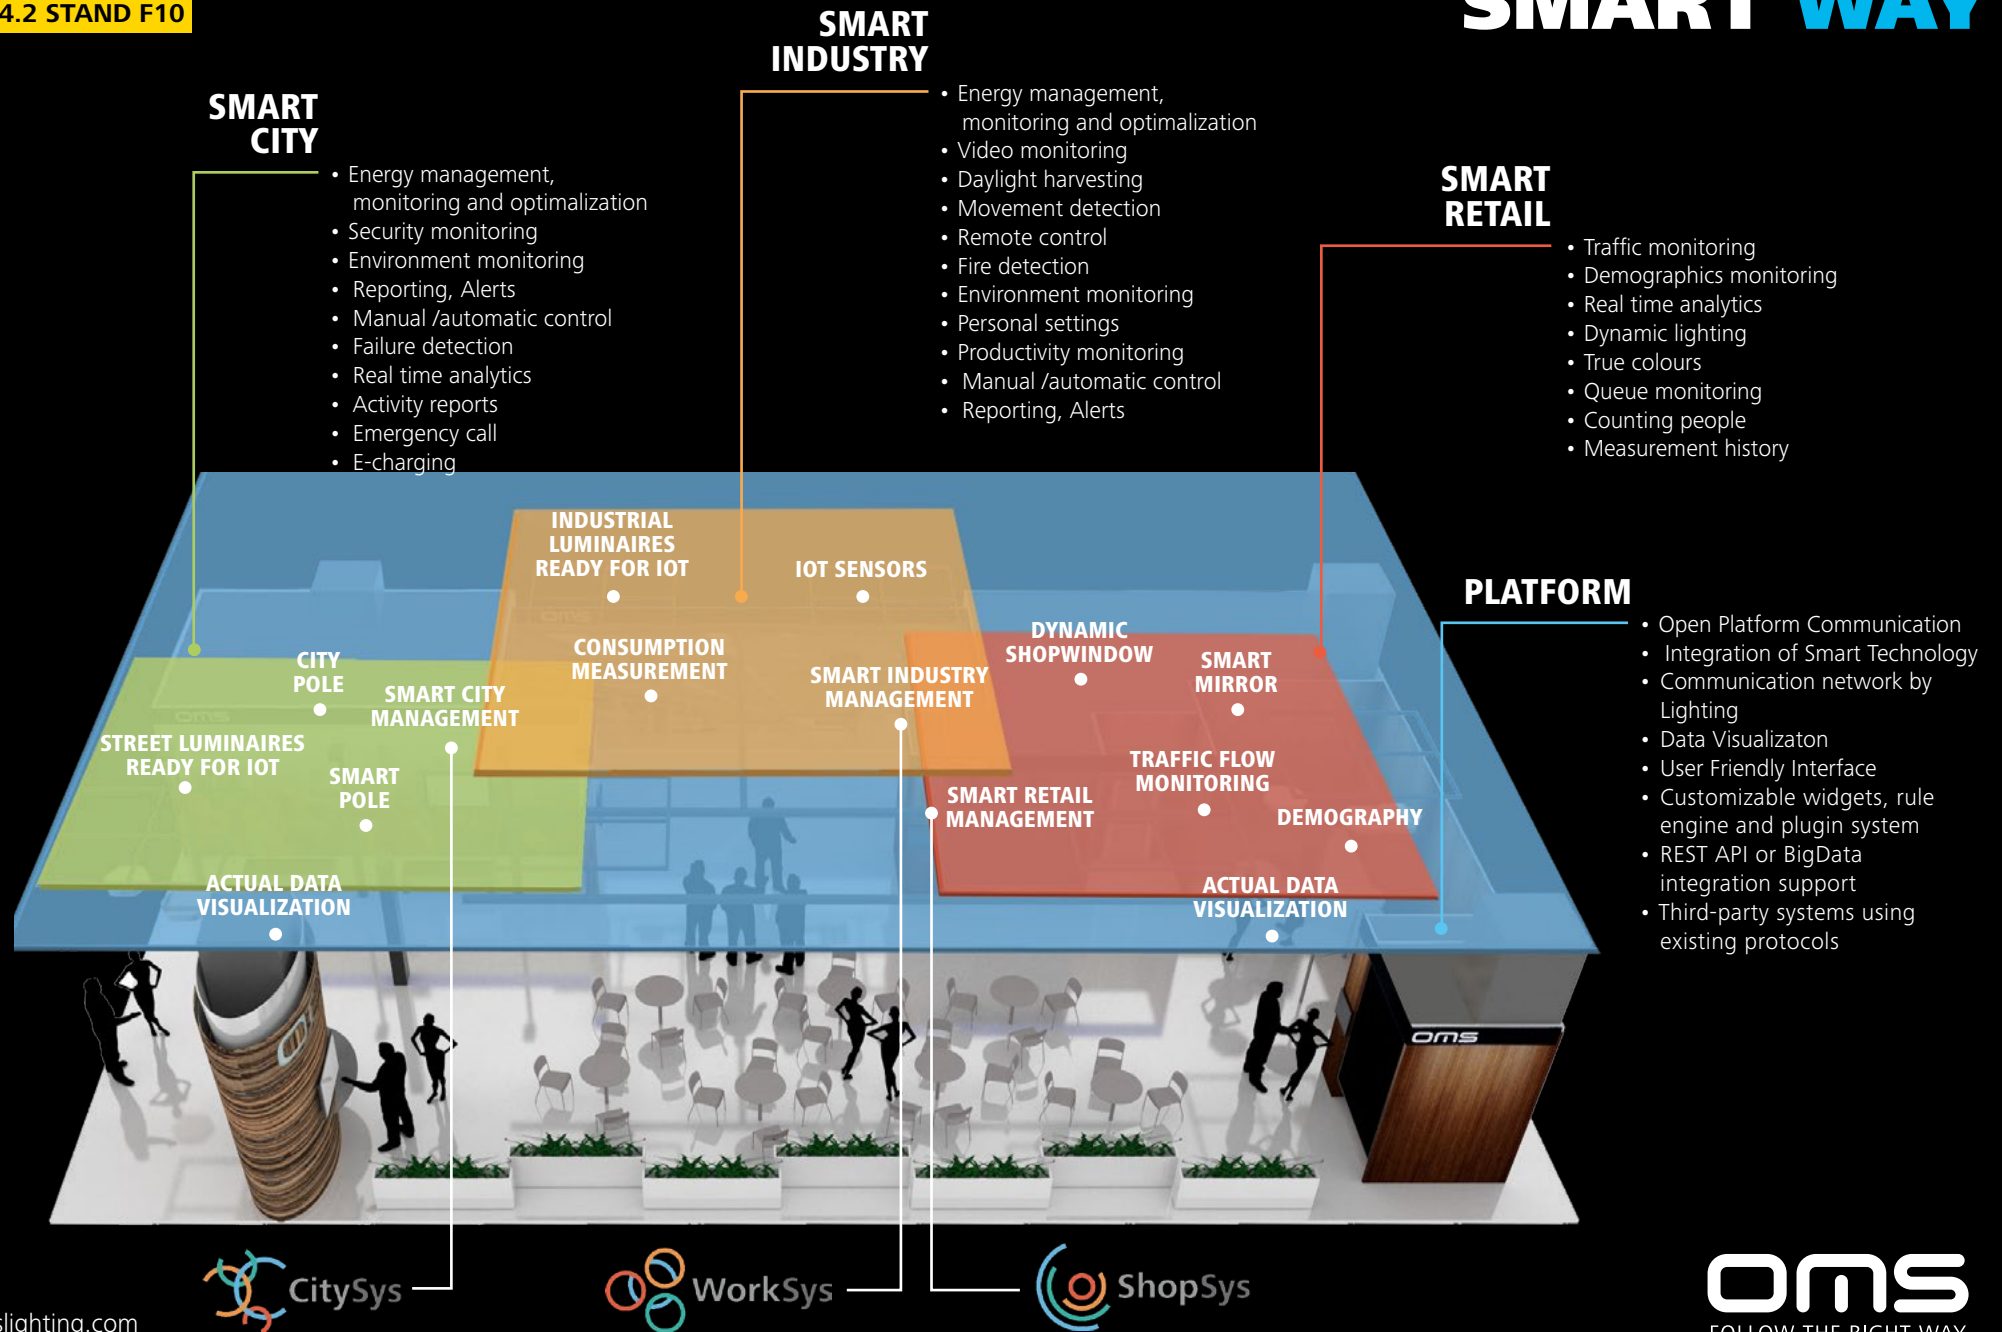 4.2 STAND F10
SMART WAY
SMART
CITY
• Energy management,
monitoring and optimalization
• Security monitoring
• Environment monitoring
• Reporting, Alerts
• Manual /automatic control
• Failure detection
• Real time analytics
• Activity reports
• Emergency call
• E-charging
SMART
INDUSTRY
• Energy management,
monitoring and optimalization
• Video monitoring
• Daylight harvesting
• Movement detection
• Remote control
• Fire detection
• Environment monitoring
• Personal settings
• Productivity monitoring
• Manual /automatic control
• Reporting, Alerts
SMART
RETAIL
• Traffic monitoring
• Demographics monitoring
• Real time analytics
• Dynamic lighting
• True colours
• Queue monitoring
• Counting people
• Measurement history
PLATFORM
• Open Platform Communication
• Integration of Smart Technology
• Communication network by
Lighting
• Data Visualizaton
• User Friendly Interface
• Customizable widgets, rule
engine and plugin system
• REST API or BigData
integration support
• Third-party systems using
existing protocols
INDUSTRIAL
LUMINAIRES
READY FOR IOT
IOT SENSORS
CONSUMPTION
MEASUREMENT
SMART INDUSTRY
MANAGEMENT
CITY
POLE
SMART CITY
MANAGEMENT
STREET LUMINAIRES
READY FOR IOT
SMART
POLE
ACTUAL DATA
VISUALIZATION
DYNAMIC
SHOPWINDOW
SMART
MIRROR
TRAFFIC FLOW
MONITORING
SMART RETAIL
MANAGEMENT
DEMOGRAPHY
ACTUAL DATA
VISUALIZATION
oms
oms
oms
CitySys
WorkSys
ShopSys
slighting.com
oms
FOLLOW THE RIGHT WAY